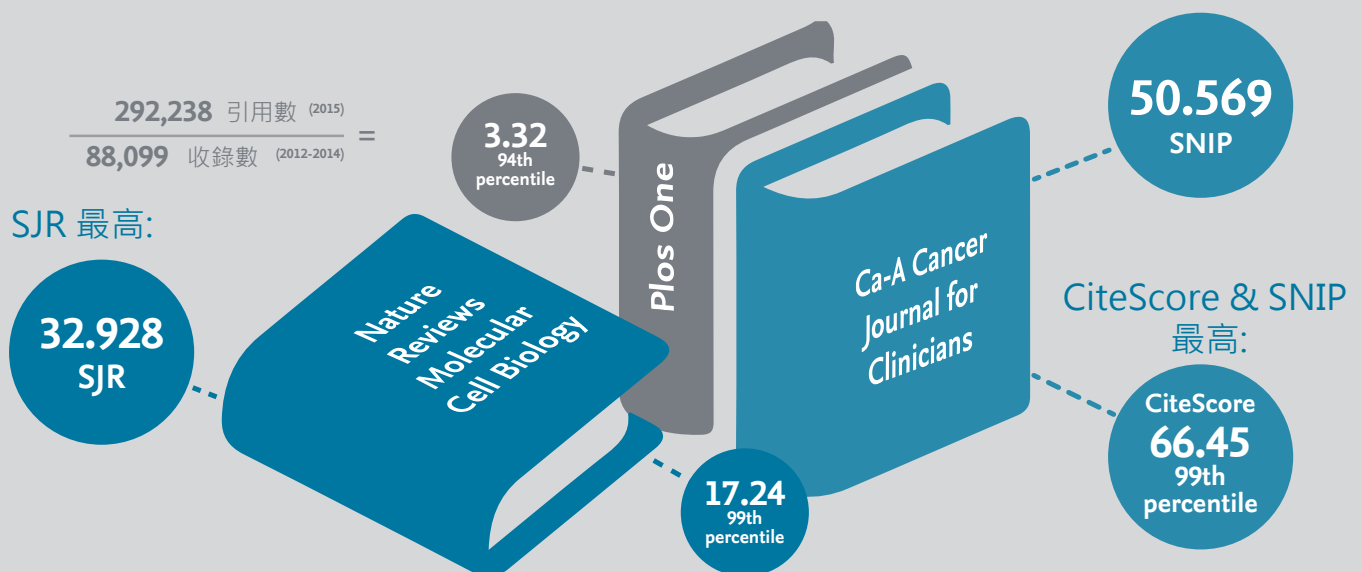 292,238 引用數 (2015)
88,099 收錄數 (2012-2014)
=
3.32
94th
percentile
Plos One
50.569
SNIP
SJR 最高:
32.928
SJR
Nature
Reviews
Molecular
Cell Biology
Ca-A Cancer
Journal for
Clinicians
CiteScore & SNIP
最高:
CiteScore
66.45
99th
percentile
17.24
99th
percentile